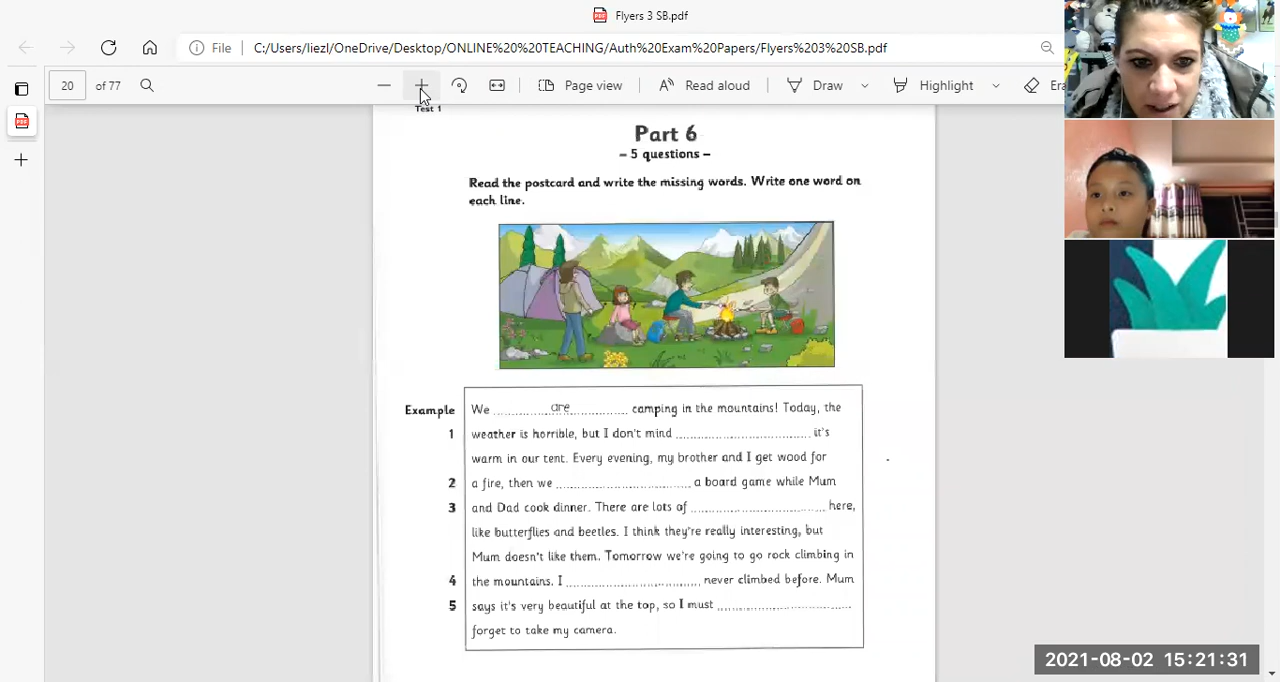 Flyers 3 SB.pdf
File C:/Users/liezl/OneDrive/Desktop/ONLINE%20%20TEACHING/Auth%20Exam%20Papers/Flyers%203%20SB.pdf
20 of 77 Page view Read aloud Draw Highlight Era
Test 1
Part 6
– 5 questions –
Read the postcard and write the missing words. Write one word on
each line.
Example We ........ are ........ camping in the mountains! Today, the
1 weather is horrible, but I don't mind ................ it's
warm in our tent. Every evening, my brother and I get wood for
2 a fire, then we ................ a board game while Mum
3 and Dad cook dinner. There are lots of ................ here,
like butterflies and beetles. I think they're really interesting, but
Mum doesn't like them. Tomorrow we're going to go rock climbing in
4 the mountains. I ................ never climbed before. Mum
5 says it's very beautiful at the top, so I must ................
forget to take my camera.
2021-08-02 15:21:31